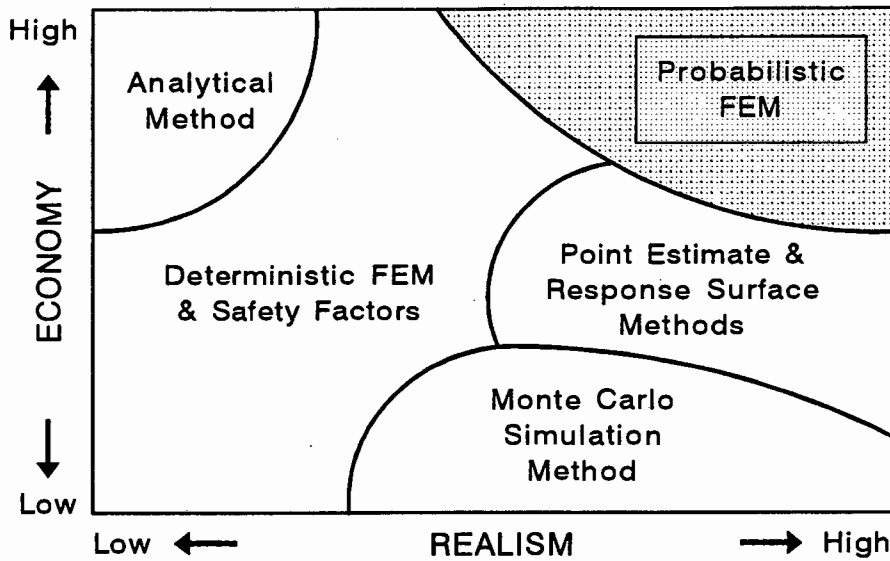 High
Analytical
Method
Probabilistic
FEM
ECONOMY
Deterministic FEM
& Safety Factors
Point Estimate &
Response Surface
Methods
Monte Carlo
Simulation
Method
Low
Low
REALISM
High